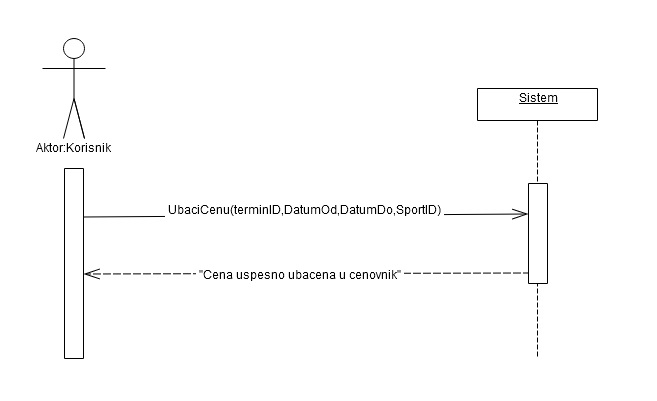 Sistem
Aktor:Korisnik
UbaciCenu(terminID,DatumOd,DatumDo,SportID)
"Cena uspesno ubacena u cenovnik"